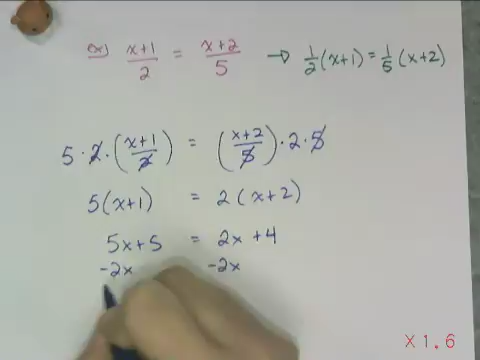 ex) x+1/2 = x+2/5 → 1/2(x+1) = 1/5(x+2)
5 · 2 · (x+1/2) = (x+2/5) · 2 · 5
5(x+1) = 2(x+2)
5x+5 = 2x+4
-2x -2x
X1.6